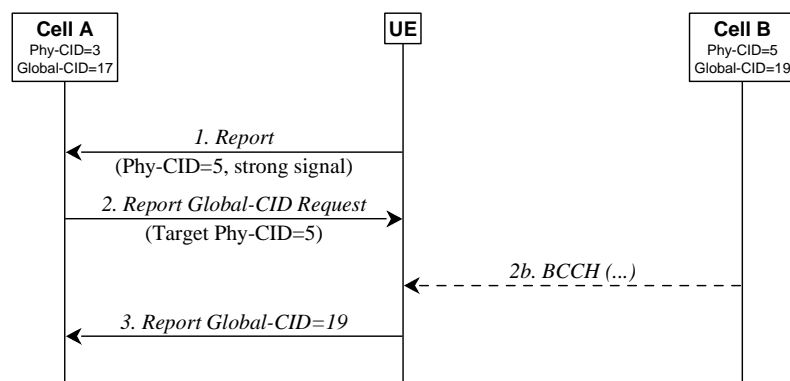 Cell A
Phy-CID=3
Global-CID=17
UE
Cell B
Phy-CID=5
Global-CID=19
1. Report
(Phy-CID=5, strong signal)
2. Report Global-CID Request
(Target Phy-CID=5)
2b. BCCH (...)
3. Report Global-CID=19